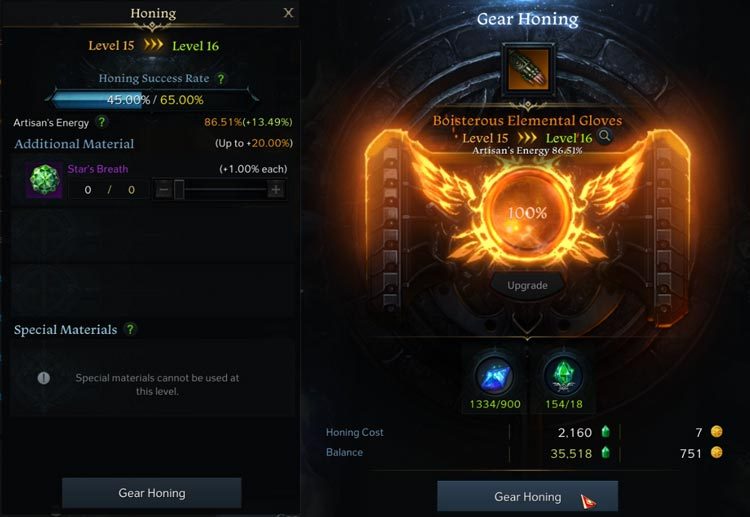 Honing
X
Level 15 >>> Level 16
Honing Success Rate ?
45.00% / 65.00%
Artisan's Energy ? 86.51%(+13.49%)
Additional Material (Up to +20.00%)
Star's Breath (+1.00% each)
0 / 0 − +
Special Materials ?
! Special materials cannot be used at
this level.
Gear Honing
Gear Honing
Boisterous Elemental Gloves
Level 15 >>> Level 16
Artisan's Energy 86.51%
100%
Upgrade
1334/900 154/18
Honing Cost 2,160 7
Balance 35,518 751
Gear Honing